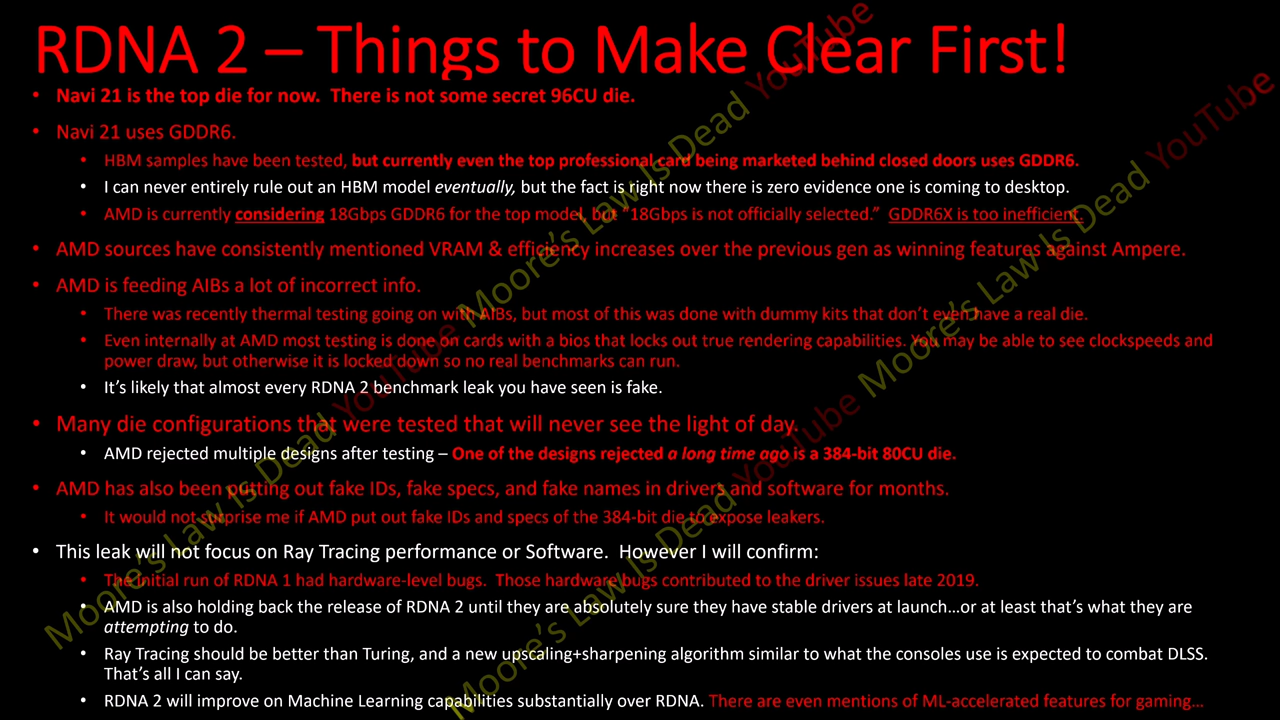 RDNA 2 – Things to Make Clear First!
• Navi 21 is the top die for now. There is not some secret 96CU die.
• Navi 21 uses GDDR6.
• HBM samples have been tested, but currently even the top professional card being marketed behind closed doors uses GDDR6.
• I can never entirely rule out an HBM model eventually, but the fact is right now there is zero evidence one is coming to desktop.
• AMD is currently considering 18Gbps GDDR6 for the top model, but "18Gbps is not officially selected." GDDR6X is too inefficient.
• AMD sources have consistently mentioned VRAM & efficiency increases over the previous gen as winning features against Ampere.
• AMD is feeding AIBs a lot of incorrect info.
• There was recently thermal testing going on with AIBs, but most of this was done with dummy kits that don't even have a real die.
• Even internally at AMD most testing is done on cards with a bios that locks out true rendering capabilities. You may be able to see clockspeeds and
power draw, but otherwise it is locked down so no real benchmarks can run.
• It's likely that almost every RDNA 2 benchmark leak you have seen is fake.
• Many die configurations that were tested that will never see the light of day.
• AMD rejected multiple designs after testing – One of the designs rejected a long time ago is a 384-bit 80CU die.
• AMD has also been putting out fake IDs, fake specs, and fake names in drivers and software for months.
• It would not surprise me if AMD put out fake IDs and specs of the 384-bit die to expose leakers.
• This leak will not focus on Ray Tracing performance or Software. However I will confirm:
• The initial run of RDNA 1 had hardware-level bugs. Those hardware bugs contributed to the driver issues late 2019.
• AMD is also holding back the release of RDNA 2 until they are absolutely sure they have stable drivers at launch…or at least that's what they are
attempting to do.
• Ray Tracing should be better than Turing, and a new upscaling+sharpening algorithm similar to what the consoles use is expected to combat DLSS.
That's all I can say.
• RDNA 2 will improve on Machine Learning capabilities substantially over RDNA. There are even mentions of ML-accelerated features for gaming…
Moore's Law Is Dead YouTube Moore's Law Is Dead YouTube
Moore's Law Is Dead YouTube Moore's Law Is Dead YouTube